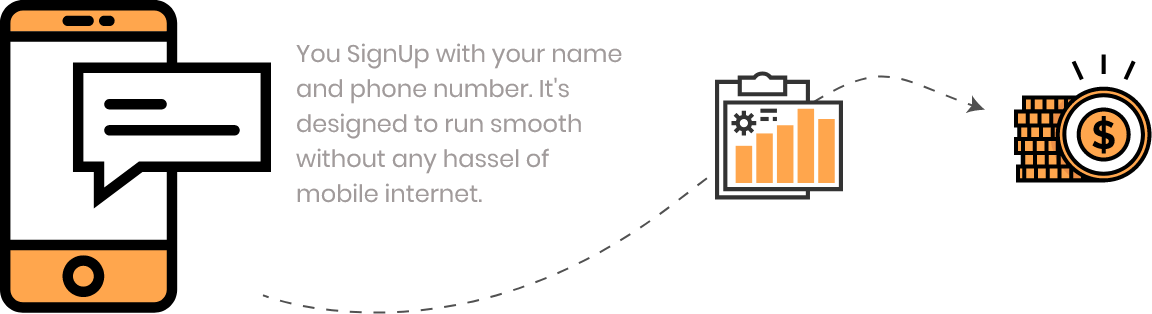 You SignUp with your name
and phone number. It's
designed to run smooth
without any hassel of
mobile internet.
$